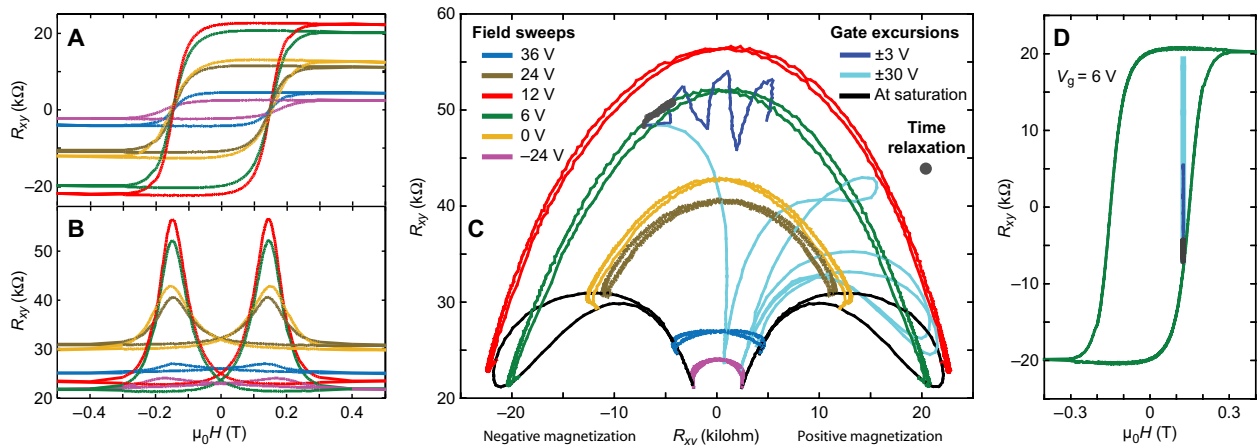 A
R_xy (kΩ)
20
10
0
−10
−20
B
R_xy (kΩ)
50
40
30
20
−0.4 −0.2 0 0.2 0.4
μ₀H (T)
C
R_xy (kΩ)
60
50
40
30
20
Field sweeps
36 V
24 V
12 V
6 V
0 V
−24 V
Gate excursions
±3 V
±30 V
At saturation
Time
relaxation
−20 −10 0 10 20
Negative magnetization R_xy (kilohm) Positive magnetization
D
V_g = 6 V
R_xy (kΩ)
20
10
0
−10
−20
−0.3 0 0.3
μ₀H (T)